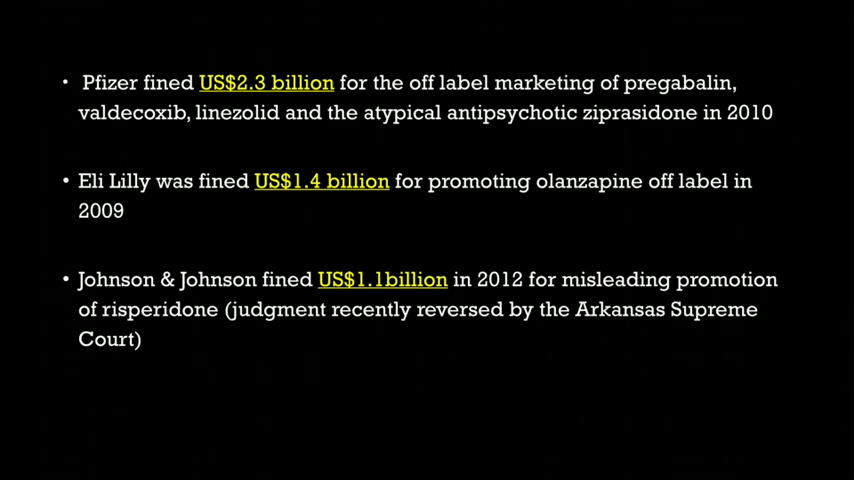 • Pfizer fined US$2.3 billion for the off label marketing of pregabalin,
valdecoxib, linezolid and the atypical antipsychotic ziprasidone in 2010
• Eli Lilly was fined US$1.4 billion for promoting olanzapine off label in
2009
• Johnson & Johnson fined US$1.1billion in 2012 for misleading promotion
of risperidone (judgment recently reversed by the Arkansas Supreme
Court)